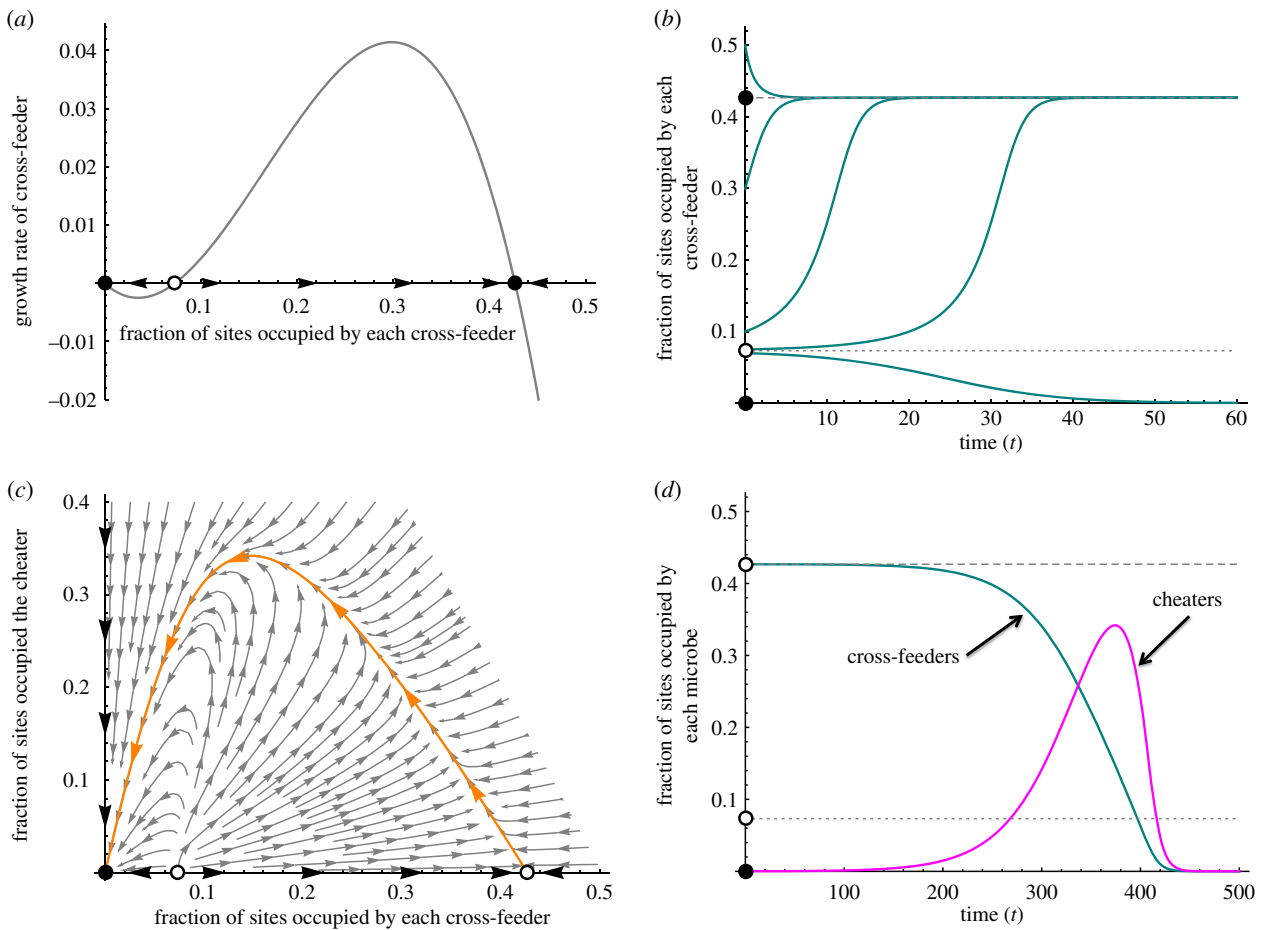 (a)
growth rate of cross-feeder
0.04
0.03
0.02
0.01
–0.01
–0.02
0.1
0.2
0.3
0.4
0.5
fraction of sites occupied by each cross-feeder
(b)
fraction of sites occupied by each
cross-feeder
0.5
0.4
0.3
0.2
0.1
10
20
30
40
50
60
time (t)
(c)
fraction of sites occupied the cheater
0.4
0.3
0.2
0.1
0.1
0.2
0.3
0.4
0.5
fraction of sites occupied by each cross-feeder
(d)
fraction of sites occupied by
each microbe
0.5
0.4
0.3
0.2
0.1
cheaters
cross-feeders
100
200
300
400
500
time (t)